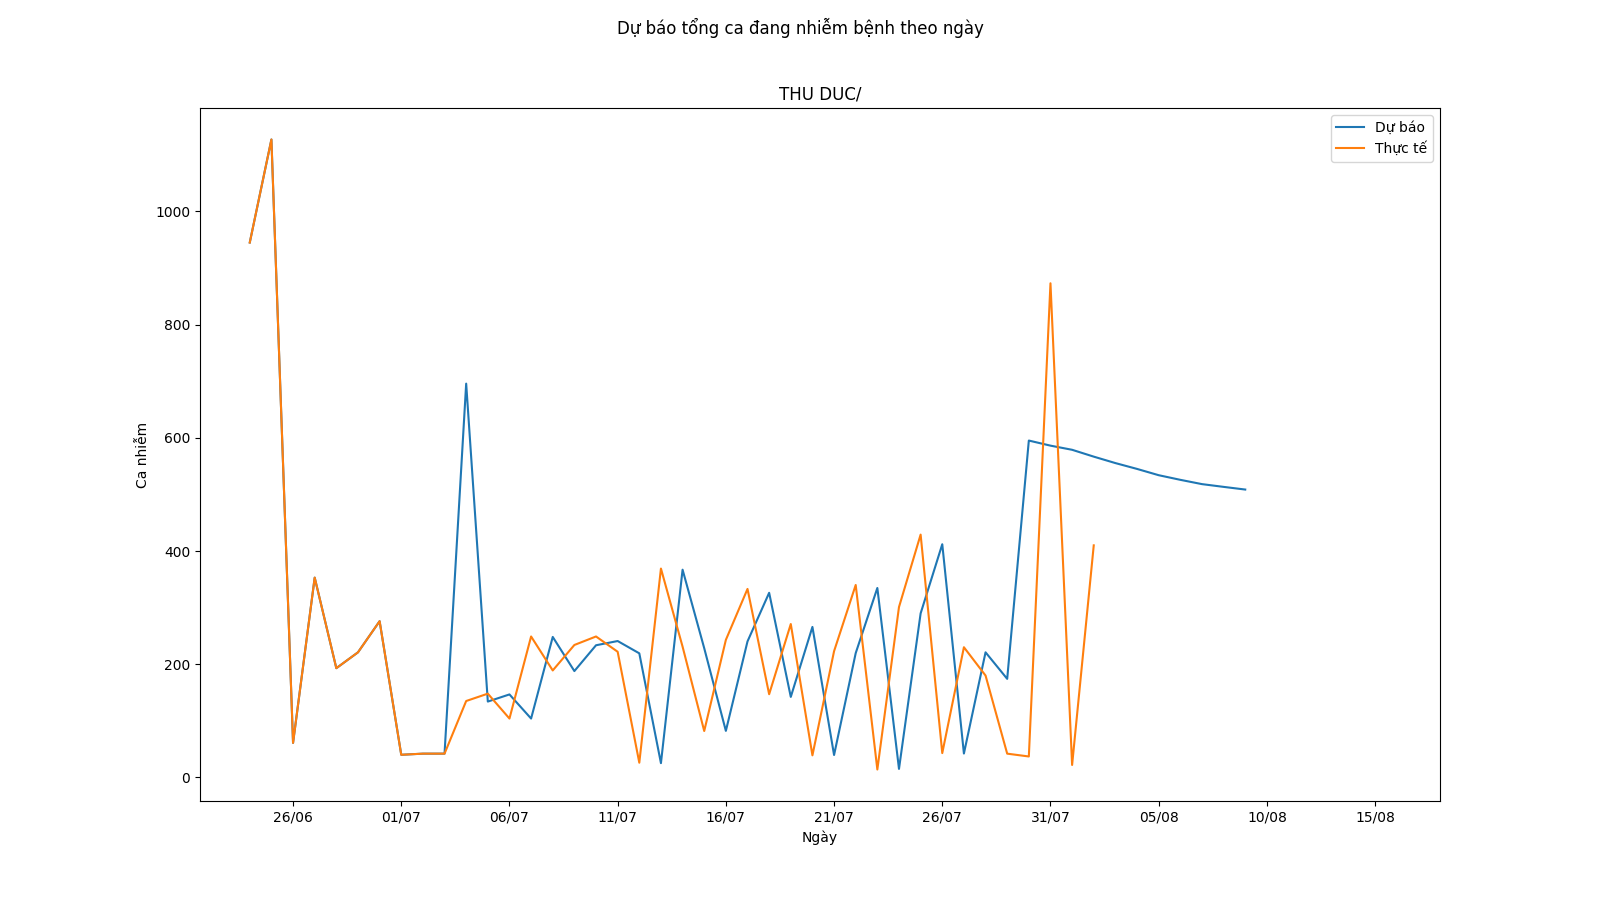 Dự báo tổng ca đang nhiễm bệnh theo ngày
THU DUC/
Dự báo
Thực tế
Ca nhiễm
1000
800
600
400
200
0
26/06 01/07 06/07 11/07 16/07 21/07 26/07 31/07 05/08 10/08 15/08
Ngày